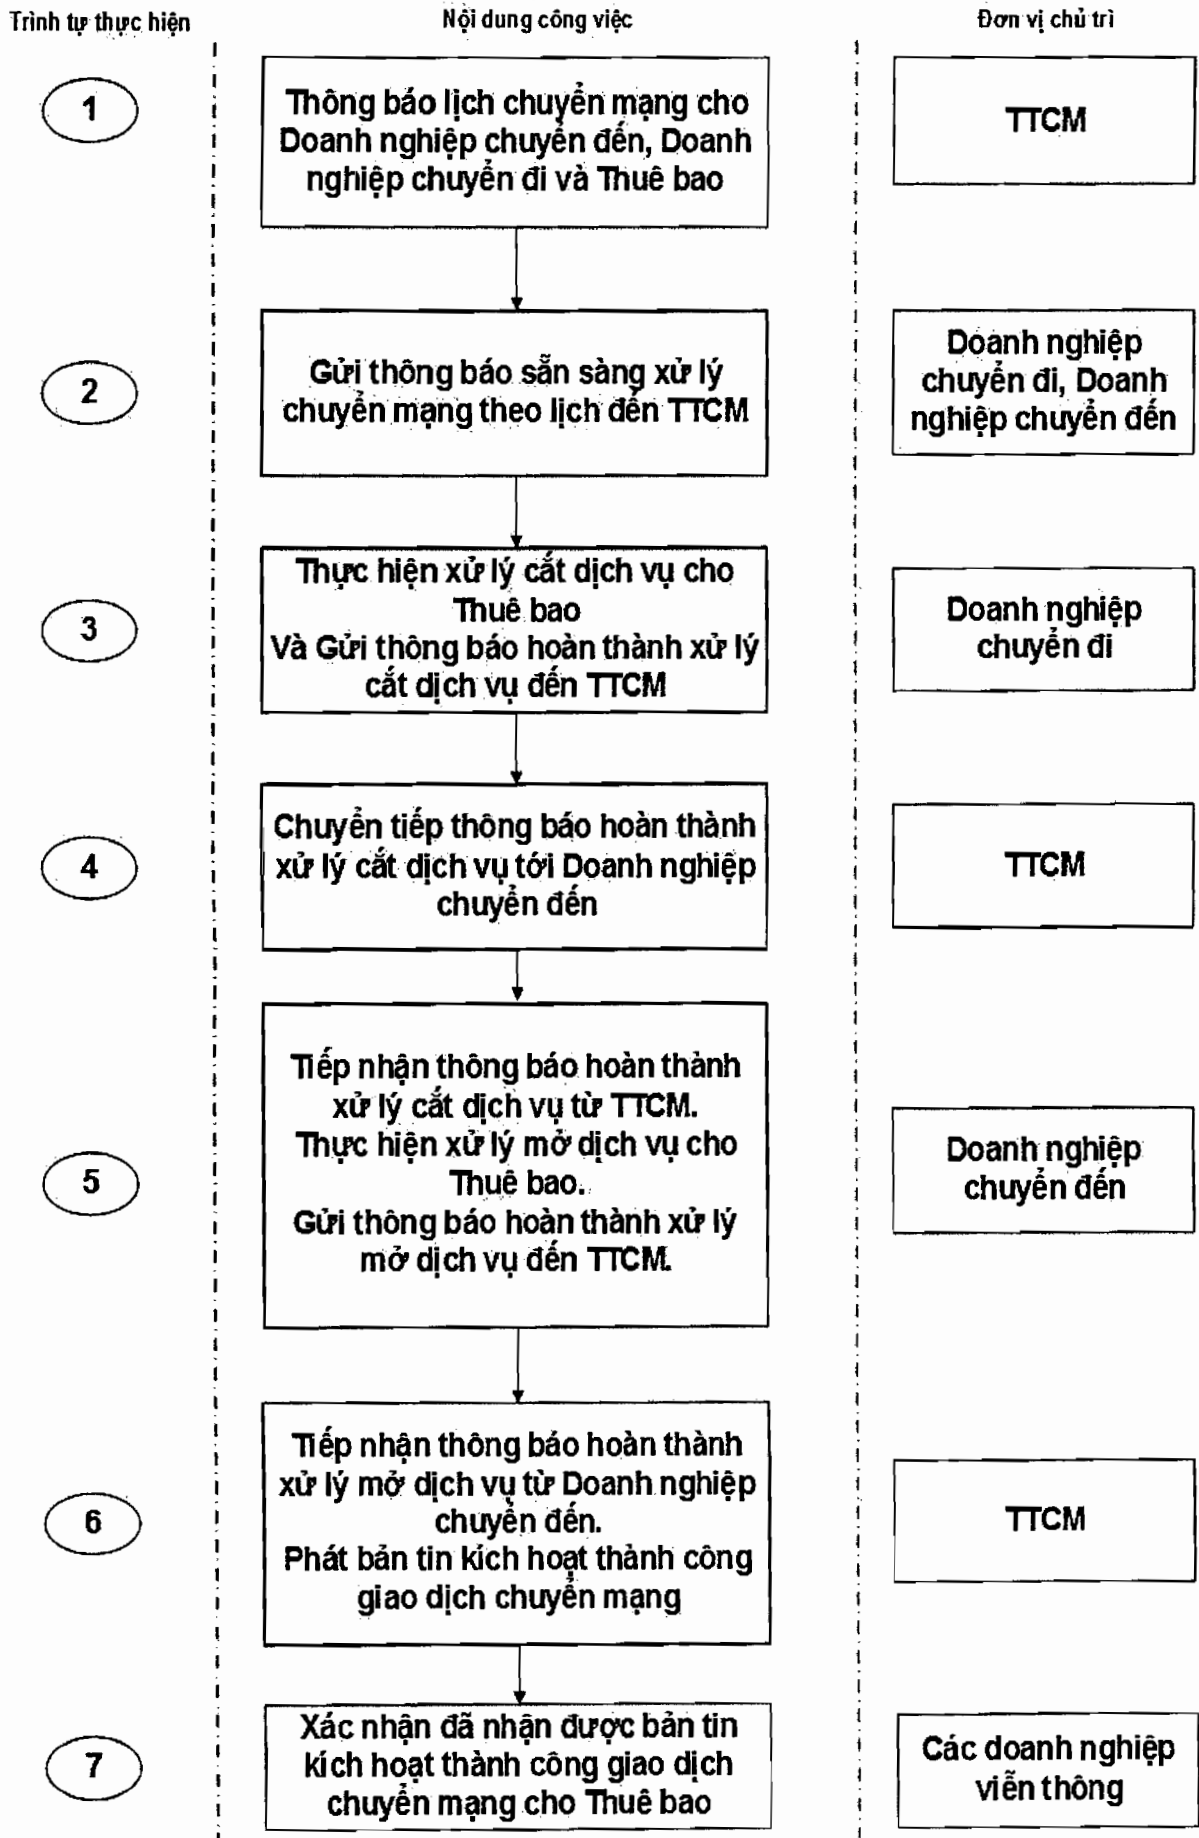 Trình tự thực hiện
Nội dung công việc
Đơn vị chủ trì
1
Thông báo lịch chuyển mạng cho
Doanh nghiệp chuyển đến, Doanh
nghiệp chuyển đi và Thuê bao
TTCM
2
Gửi thông báo sẵn sàng xử lý
chuyển mạng theo lịch đến TTCM
Doanh nghiệp
chuyển đi, Doanh
nghiệp chuyển đến
3
Thực hiện xử lý cắt dịch vụ cho
Thuê bao
Và Gửi thông báo hoàn thành xử lý
cắt dịch vụ đến TTCM
Doanh nghiệp
chuyển đi
4
Chuyển tiếp thông báo hoàn thành
xử lý cắt dịch vụ tới Doanh nghiệp
chuyển đến
TTCM
5
Tiếp nhận thông báo hoàn thành
xử lý cắt dịch vụ từ TTCM.
Thực hiện xử lý mở dịch vụ cho
Thuê bao.
Gửi thông báo hoàn thành xử lý
mở dịch vụ đến TTCM.
Doanh nghiệp
chuyển đến
6
Tiếp nhận thông báo hoàn thành
xử lý mở dịch vụ từ Doanh nghiệp
chuyển đến.
Phát bản tin kích hoạt thành công
giao dịch chuyển mạng
TTCM
7
Xác nhận đã nhận được bản tin
kích hoạt thành công giao dịch
chuyển mạng cho Thuê bao
Các doanh nghiệp
viễn thông